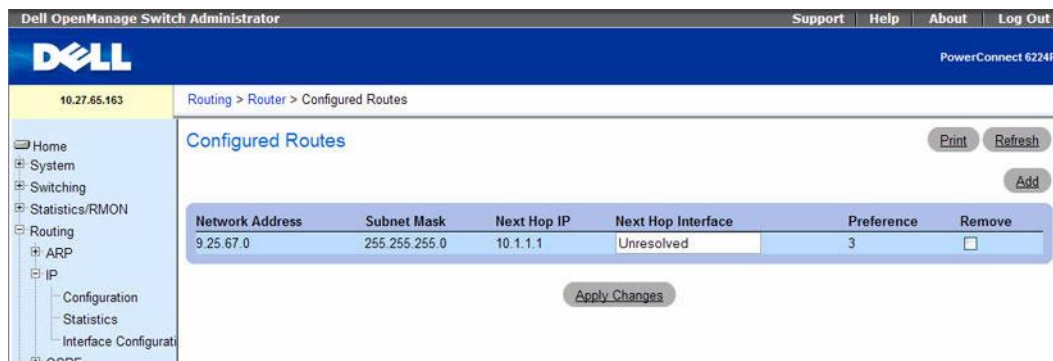 Dell OpenManage Switch Administrator
Support | Help | About | Log Out
DELL
PowerConnect 6224
10.27.65.163
Routing > Router > Configured Routes
Home
System
Switching
Statistics/RMON
Routing
ARP
IP
Configuration
Statistics
Interface Configurati
Configured Routes
Print
Refresh
Add
Network Address Subnet Mask Next Hop IP Next Hop Interface Preference Remove
9.25.67.0 255.255.255.0 10.1.1.1 Unresolved 3
Apply Changes